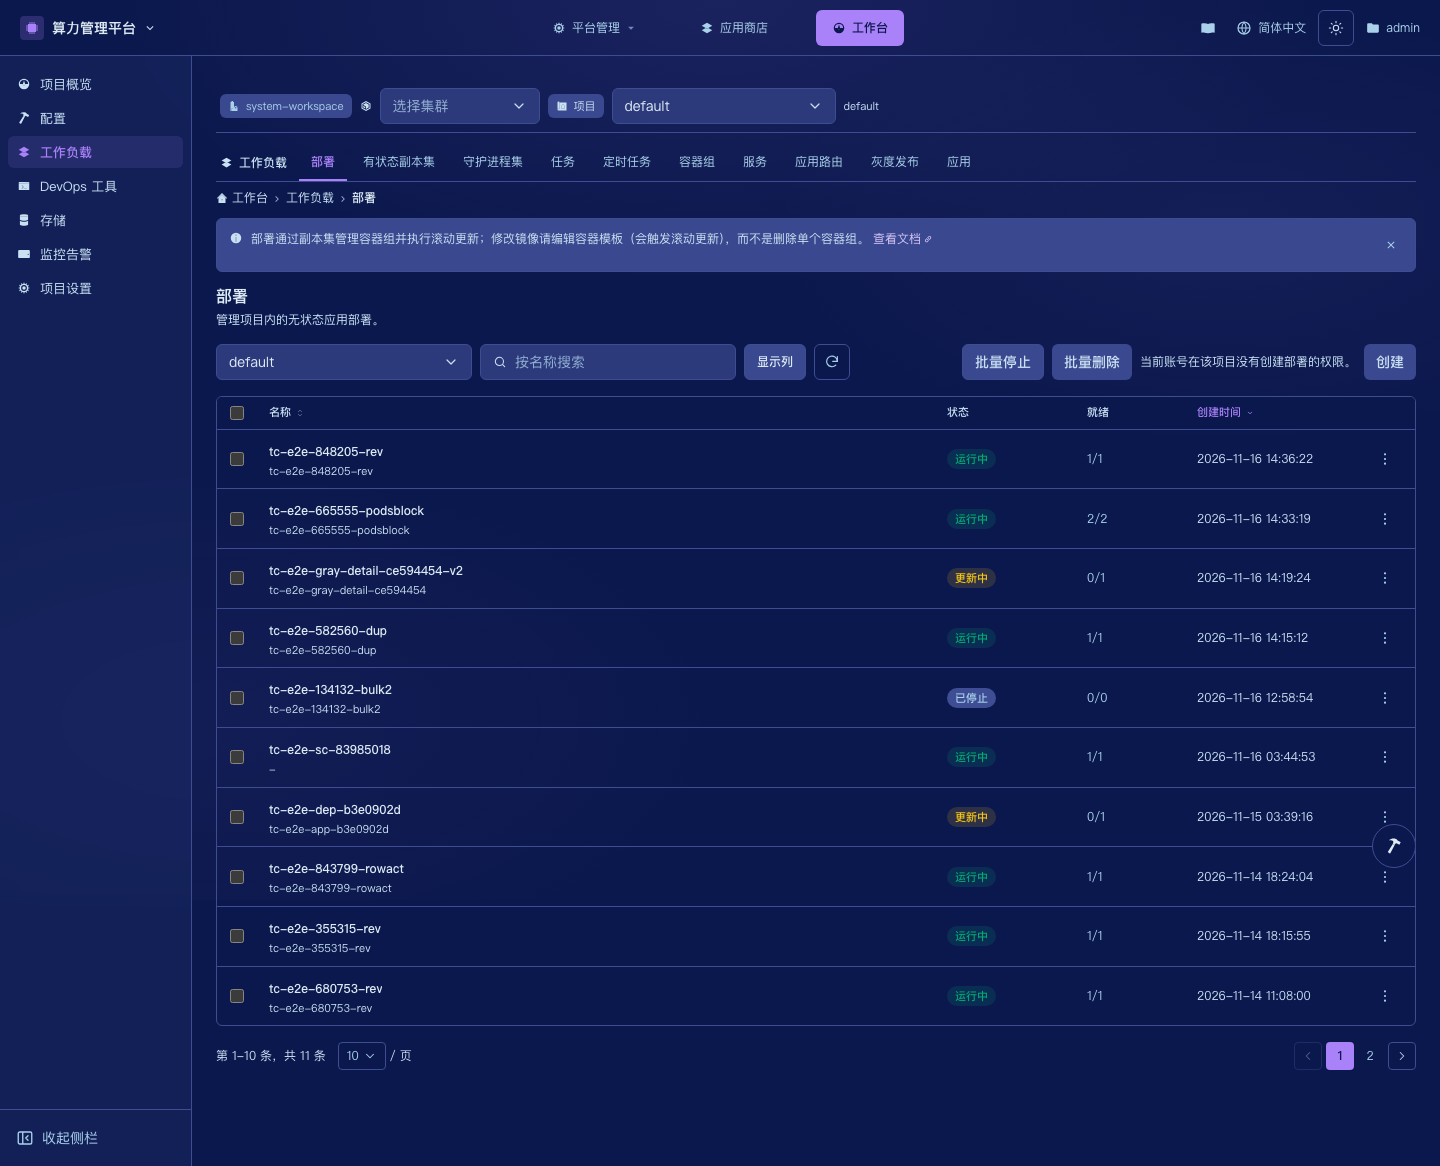 算力管理平台
平台管理
应用商店
工作台
简体中文
admin
项目概览
配置
工作负载
DevOps 工具
存储
监控告警
项目设置
收起侧栏
system-workspace
选择集群
项目
default
default
工作负载
部署
有状态副本集
守护进程集
任务
定时任务
容器组
服务
应用路由
灰度发布
应用
工作台 › 工作负载 › 部署
部署通过副本集管理容器组并执行滚动更新；修改镜像请编辑容器模板（会触发滚动更新），而不是删除单个容器组。 查看文档
部署
管理项目内的无状态应用部署。
default
按名称搜索
显示列
批量停止
批量删除
当前账号在该项目没有创建部署的权限。
创建
名称 状态 就绪 创建时间
tc-e2e-848205-rev
tc-e2e-848205-rev
运行中 1/1 2026-11-16 14:36:22
tc-e2e-665555-podsblock
tc-e2e-665555-podsblock
运行中 2/2 2026-11-16 14:33:19
tc-e2e-gray-detail-ce594454-v2
tc-e2e-gray-detail-ce594454
更新中 0/1 2026-11-16 14:19:24
tc-e2e-582560-dup
tc-e2e-582560-dup
运行中 1/1 2026-11-16 14:15:12
tc-e2e-134132-bulk2
tc-e2e-134132-bulk2
已停止 0/0 2026-11-16 12:58:54
tc-e2e-sc-83985018
-
运行中 1/1 2026-11-16 03:44:53
tc-e2e-dep-b3e0902d
tc-e2e-app-b3e0902d
更新中 0/1 2026-11-15 03:39:16
tc-e2e-843799-rowact
tc-e2e-843799-rowact
运行中 1/1 2026-11-14 18:24:04
tc-e2e-355315-rev
tc-e2e-355315-rev
运行中 1/1 2026-11-14 18:15:55
tc-e2e-680753-rev
tc-e2e-680753-rev
运行中 1/1 2026-11-14 11:08:00
第 1-10 条，共 11 条
10
/ 页
1
2